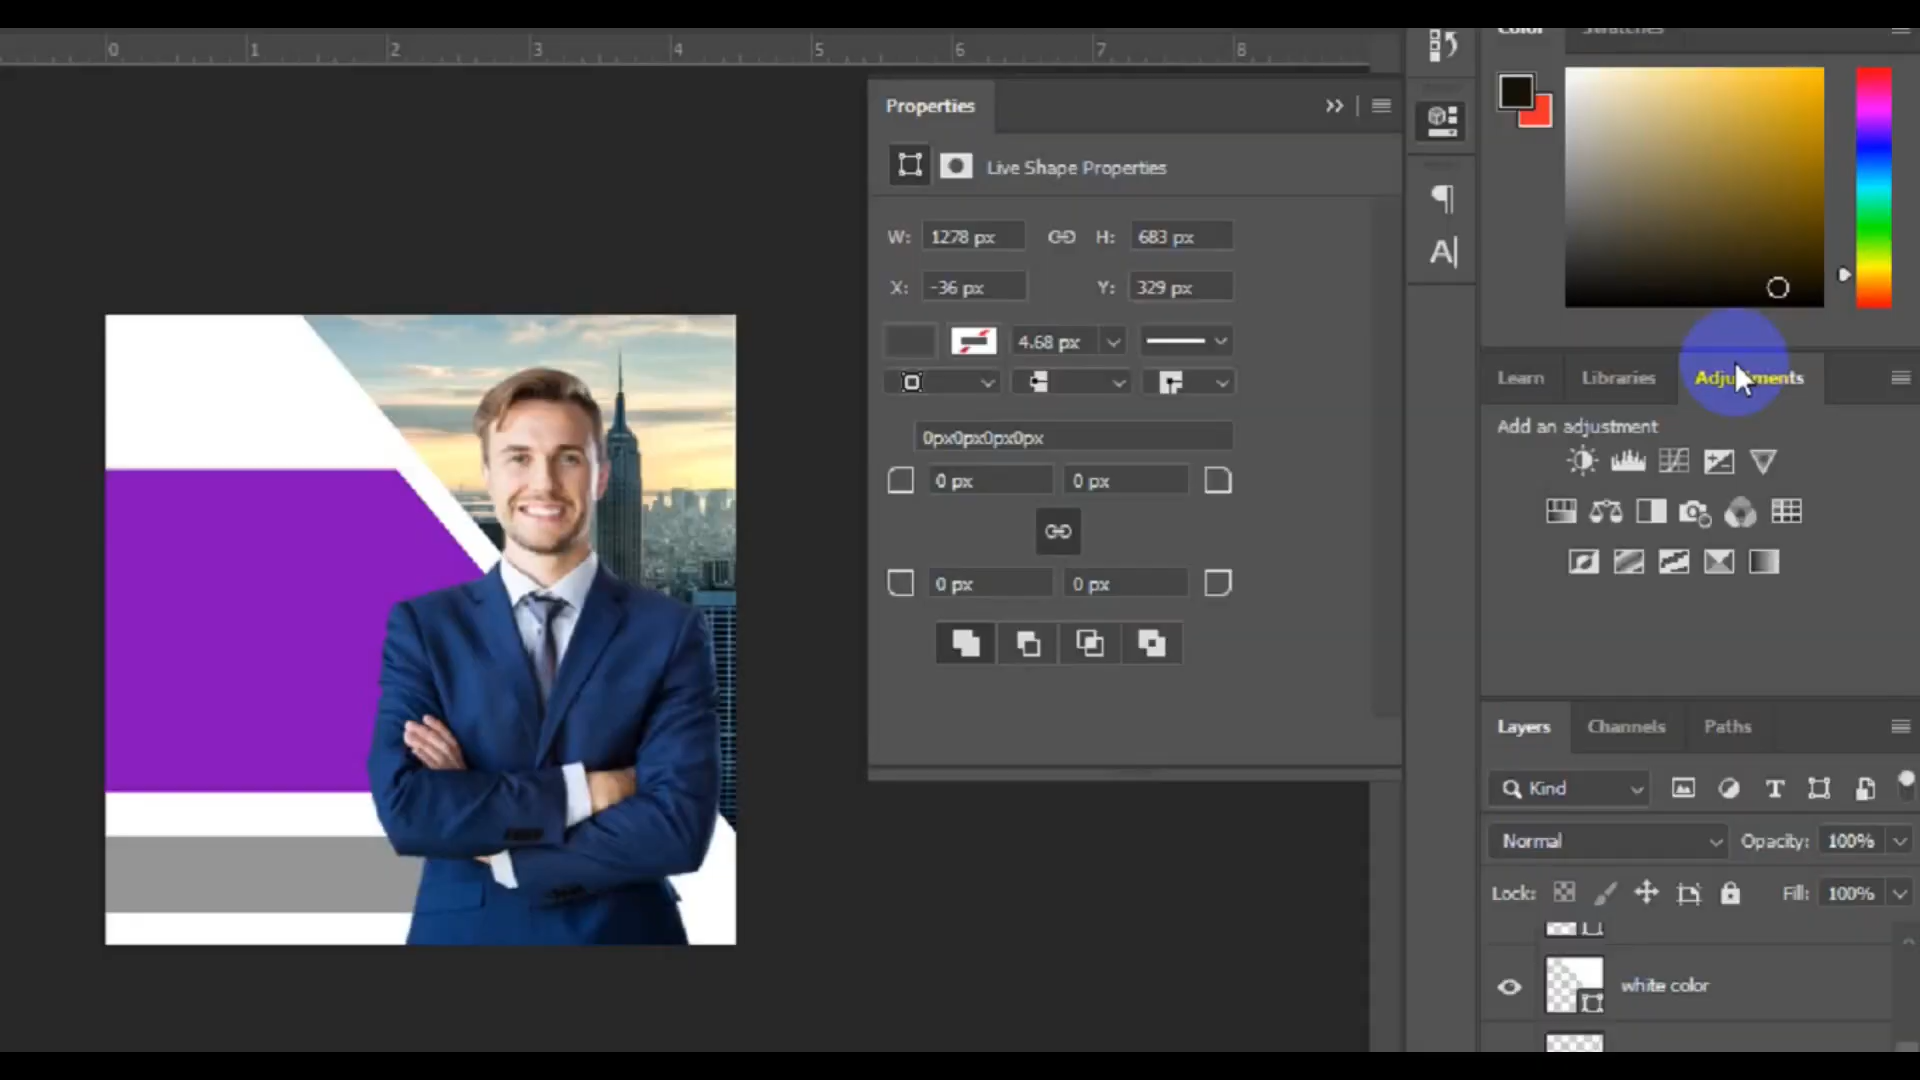 0 1 2 3 4 5 6 7 8
Color Swatches
Properties
Live Shape Properties
W: 1278 px H: 683 px
X: -36 px Y: 329 px
4.68 px
0px0px0px0px
0 px 0 px
0 px 0 px
A
Learn Libraries Adjustments
Add an adjustment
Layers Channels Paths
Kind
Normal Opacity: 100%
Lock: Fill: 100%
white color